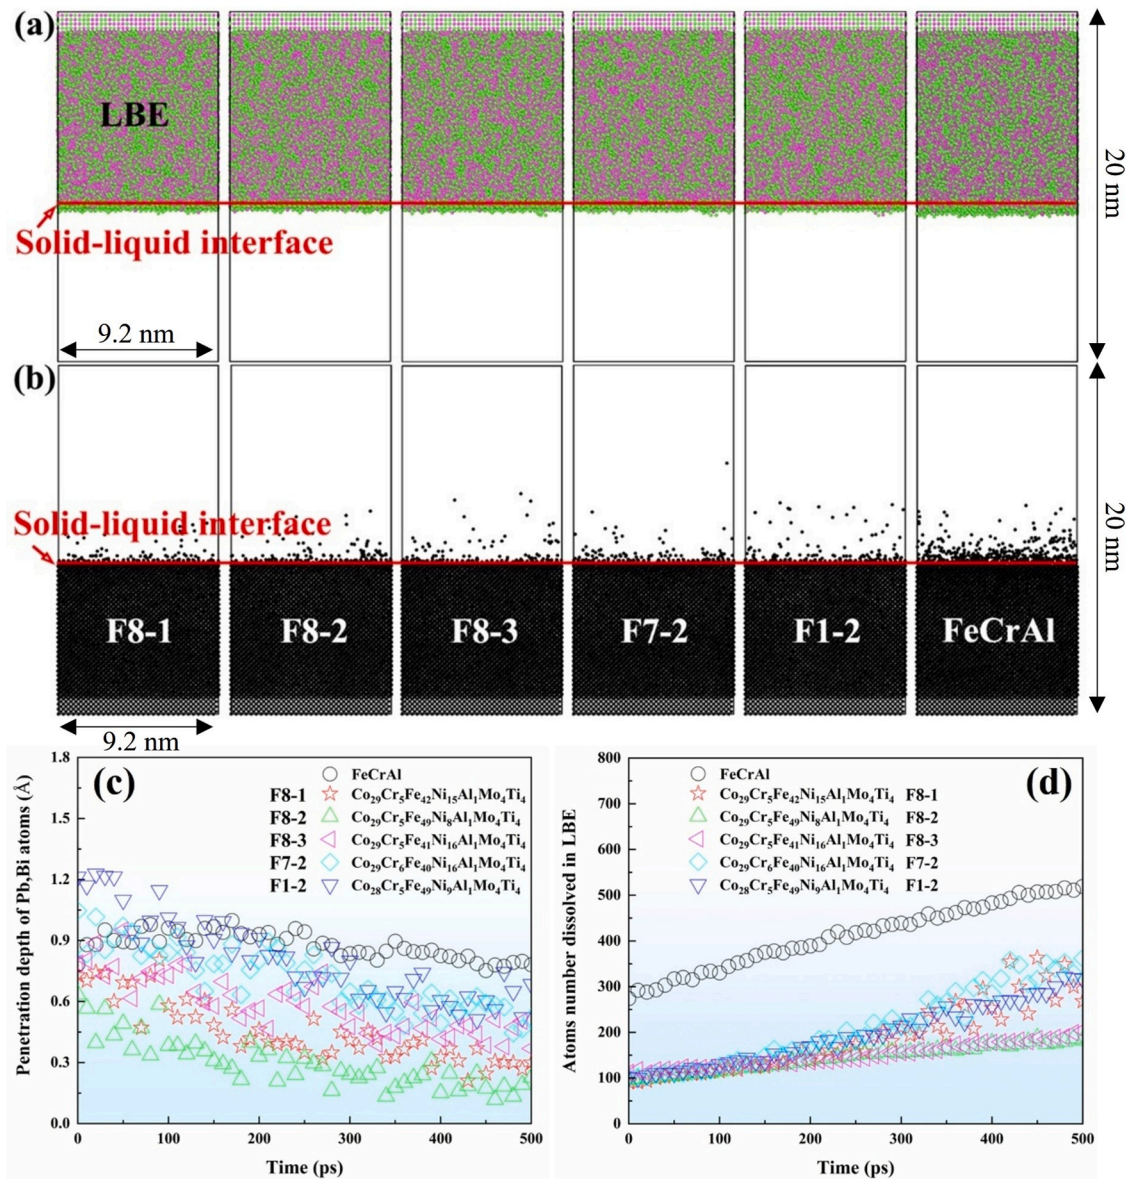 (a)
LBE
Solid-liquid interface
9.2 nm
20 nm
(b)
Solid-liquid interface
F8-1 F8-2 F8-3 F7-2 F1-2 FeCrAl
20 nm
9.2 nm
(c)
Penetration depth of Pb,Bi atoms (Å)
1.8
1.5
1.2
0.9
0.6
0.3
0.0
FeCrAl
F8-1 Co₂₉Cr₅Fe₄₂Ni₁₅Al₁Mo₄Ti₄
F8-2 Co₂₉Cr₅Fe₄₉Ni₈Al₁Mo₄Ti₄
F8-3 Co₂₉Cr₅Fe₄₁Ni₁₆Al₁Mo₄Ti₄
F7-2 Co₂₉Cr₆Fe₄₀Ni₁₆Al₁Mo₄Ti₄
F1-2 Co₂₈Cr₅Fe₄₉Ni₉Al₁Mo₄Ti₄
0 100 200 300 400 500
Time (ps)
(d)
Atoms number dissolved in LBE
800
700
600
500
400
300
200
100
0
FeCrAl
Co₂₉Cr₅Fe₄₂Ni₁₅Al₁Mo₄Ti₄ F8-1
Co₂₉Cr₅Fe₄₉Ni₈Al₁Mo₄Ti₄ F8-2
Co₂₉Cr₅Fe₄₁Ni₁₆Al₁Mo₄Ti₄ F8-3
Co₂₉Cr₆Fe₄₀Ni₁₆Al₁Mo₄Ti₄ F7-2
Co₂₈Cr₅Fe₄₉Ni₉Al₁Mo₄Ti₄ F1-2
0 100 200 300 400 500
Time (ps)